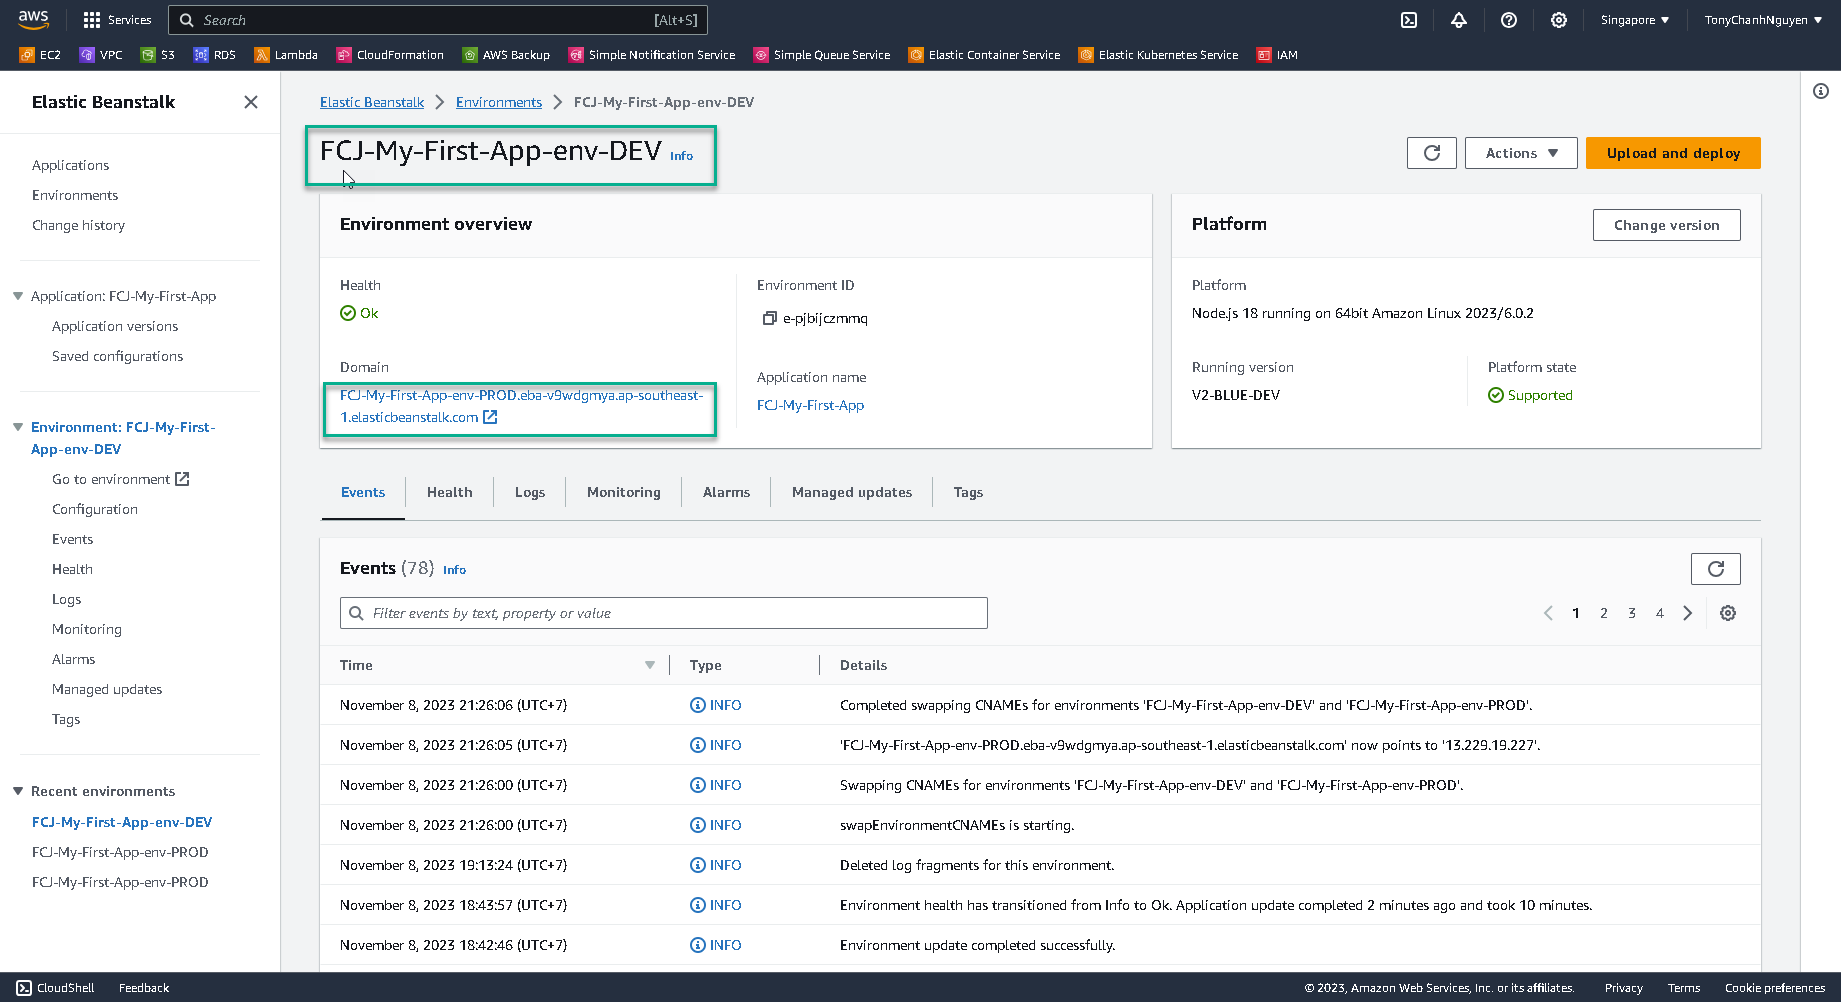 aws
Services
Search [Alt+S]
Singapore ▼
TonyChanhNguyen ▼
EC2 VPC S3 RDS Lambda CloudFormation AWS Backup Simple Notification Service Simple Queue Service Elastic Container Service Elastic Kubernetes Service IAM
Elastic Beanstalk
Applications
Environments
Change history
Application: FCJ-My-First-App
Application versions
Saved configurations
Environment: FCJ-My-First-
App-env-DEV
Go to environment
Configuration
Events
Health
Logs
Monitoring
Alarms
Managed updates
Tags
Recent environments
FCJ-My-First-App-env-DEV
FCJ-My-First-App-env-PROD
FCJ-My-First-App-env-PROD
Elastic Beanstalk > Environments > FCJ-My-First-App-env-DEV
FCJ-My-First-App-env-DEV Info
Actions ▼
Upload and deploy
Environment overview
Health
Ok
Domain
FCJ-My-First-App-env-PROD.eba-v9wdgmya.ap-southeast-
1.elasticbeanstalk.com
Environment ID
e-pjbijczmmq
Application name
FCJ-My-First-App
Platform
Change version
Platform
Node.js 18 running on 64bit Amazon Linux 2023/6.0.2
Running version
V2-BLUE-DEV
Platform state
Supported
Events Health Logs Monitoring Alarms Managed updates Tags
Events (78) Info
Filter events by text, property or value
1 2 3 4
Time Type Details
November 8, 2023 21:26:06 (UTC+7) INFO Completed swapping CNAMEs for environments 'FCJ-My-First-App-env-DEV' and 'FCJ-My-First-App-env-PROD'.
November 8, 2023 21:26:05 (UTC+7) INFO 'FCJ-My-First-App-env-PROD.eba-v9wdgmya.ap-southeast-1.elasticbeanstalk.com' now points to '13.229.19.227'.
November 8, 2023 21:26:00 (UTC+7) INFO Swapping CNAMEs for environments 'FCJ-My-First-App-env-DEV' and 'FCJ-My-First-App-env-PROD'.
November 8, 2023 21:26:00 (UTC+7) INFO swapEnvironmentCNAMEs is starting.
November 8, 2023 19:13:24 (UTC+7) INFO Deleted log fragments for this environment.
November 8, 2023 18:43:57 (UTC+7) INFO Environment health has transitioned from Info to Ok. Application update completed 2 minutes ago and took 10 minutes.
November 8, 2023 18:42:46 (UTC+7) INFO Environment update completed successfully.
CloudShell Feedback
© 2023, Amazon Web Services, Inc. or its affiliates. Privacy Terms Cookie preferences